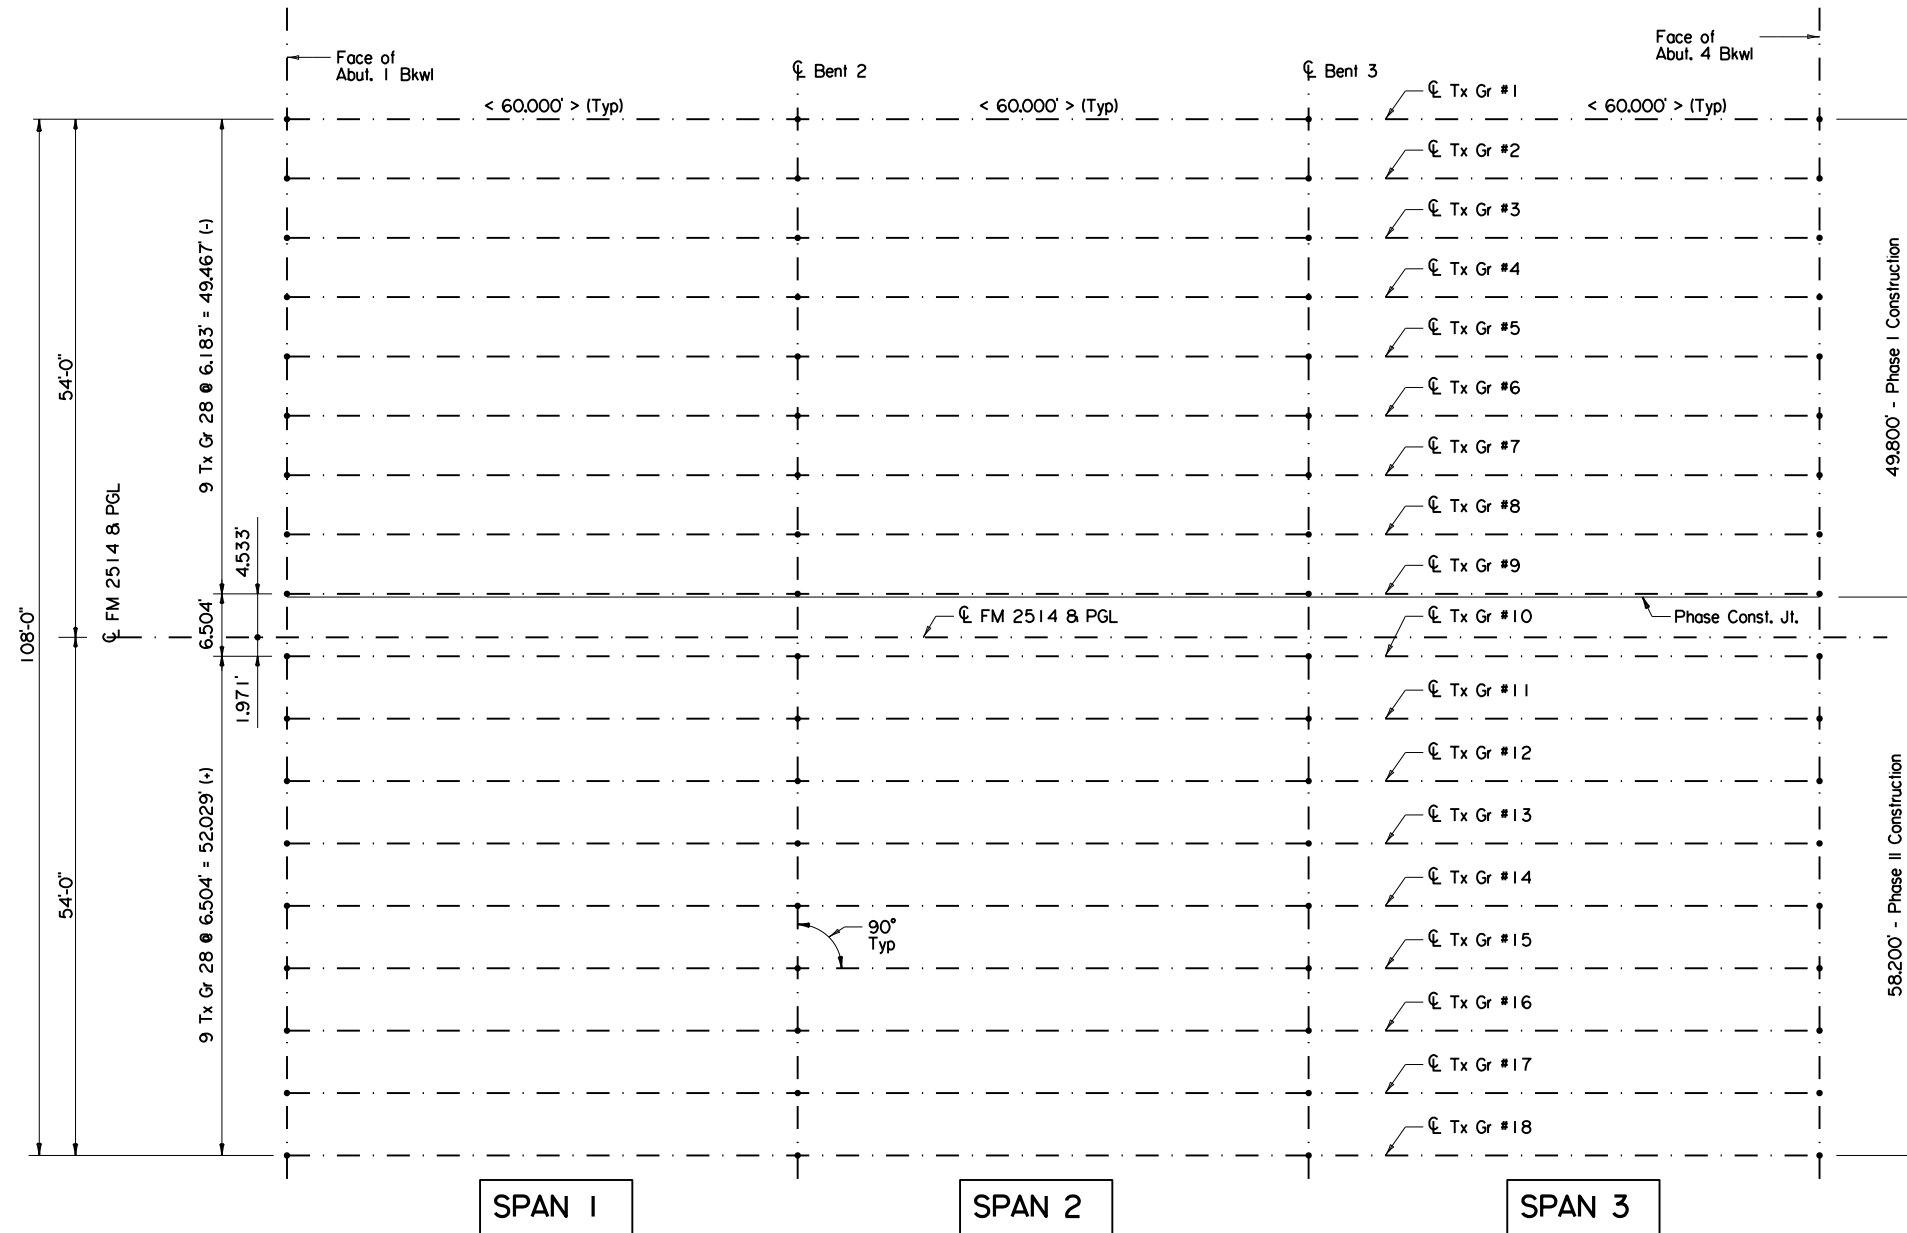 Face of
Abut. 1 Bkwl
℄ Bent 2
℄ Bent 3
Face of
Abut. 4 Bkwl
< 60.000' > (Typ)
< 60.000' > (Typ)
< 60.000' > (Typ)
℄ Tx Gr #1
℄ Tx Gr #2
℄ Tx Gr #3
℄ Tx Gr #4
℄ Tx Gr #5
℄ Tx Gr #6
℄ Tx Gr #7
℄ Tx Gr #8
℄ Tx Gr #9
℄ Tx Gr #10
℄ FM 2514 & PGL
Phase Const. Jt.
℄ Tx Gr #11
℄ Tx Gr #12
℄ Tx Gr #13
℄ Tx Gr #14
℄ Tx Gr #15
℄ Tx Gr #16
℄ Tx Gr #17
℄ Tx Gr #18
90°
Typ
108'-0"
54'-0"
54'-0"
℄ FM 2514 & PGL
9 Tx Gr 28 @ 6.183' = 49.467' (-)
6.504'
4.533'
1.971'
9 Tx Gr 28 @ 6.504' = 52.029' (+)
49.800' - Phase I Construction
58.200' - Phase II Construction
SPAN 1
SPAN 2
SPAN 3